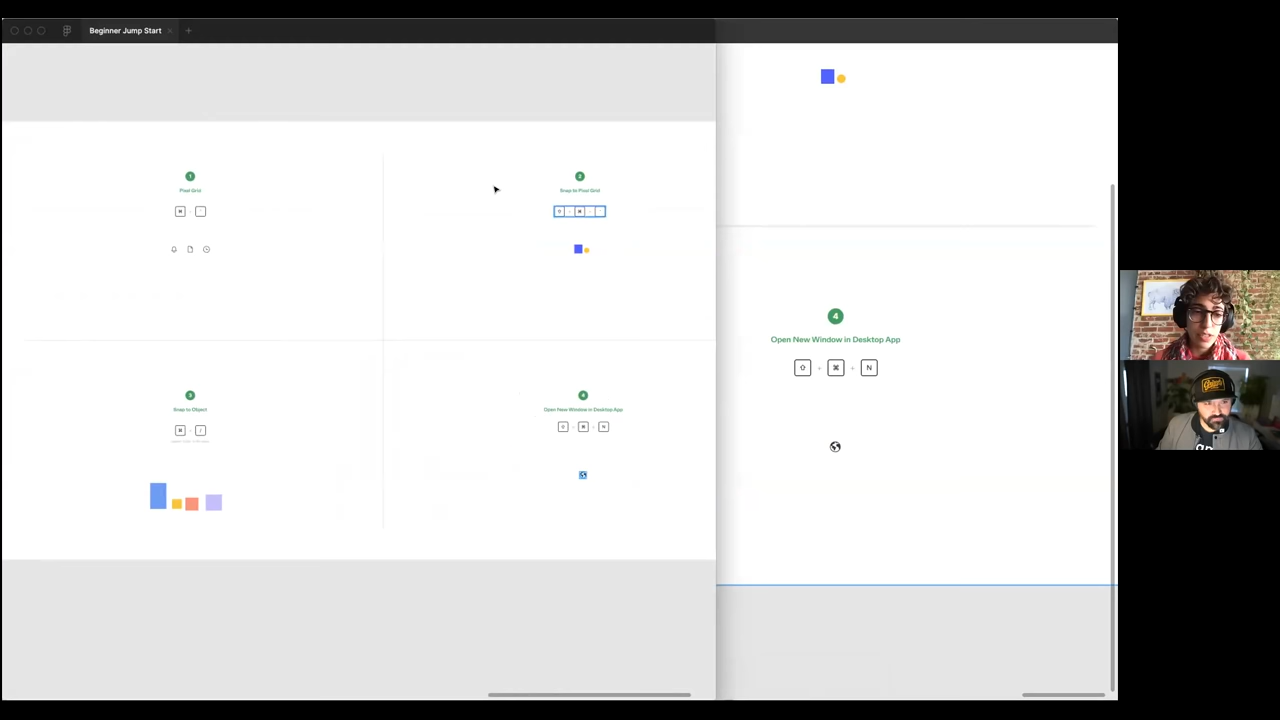 Beginner Jump Start
1
Pixel Grid
⌘ +
2
Snap to Pixel Grid
⇧ + ⌘ +
3
Snap to Object
⌘ + /
4
Open New Window in Desktop App
⇧ + ⌘ + N
4
Open New Window in Desktop App
⇧ + ⌘ + N